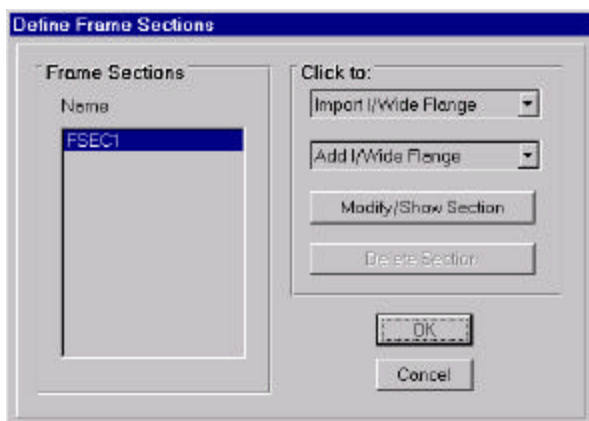 Define Frame Sections
Frame Sections
Name
FSEC1
Click to:
Import I/Wide Flange
Add I/Wide Flange
Modify/Show Section
Delete Section
OK
Cancel